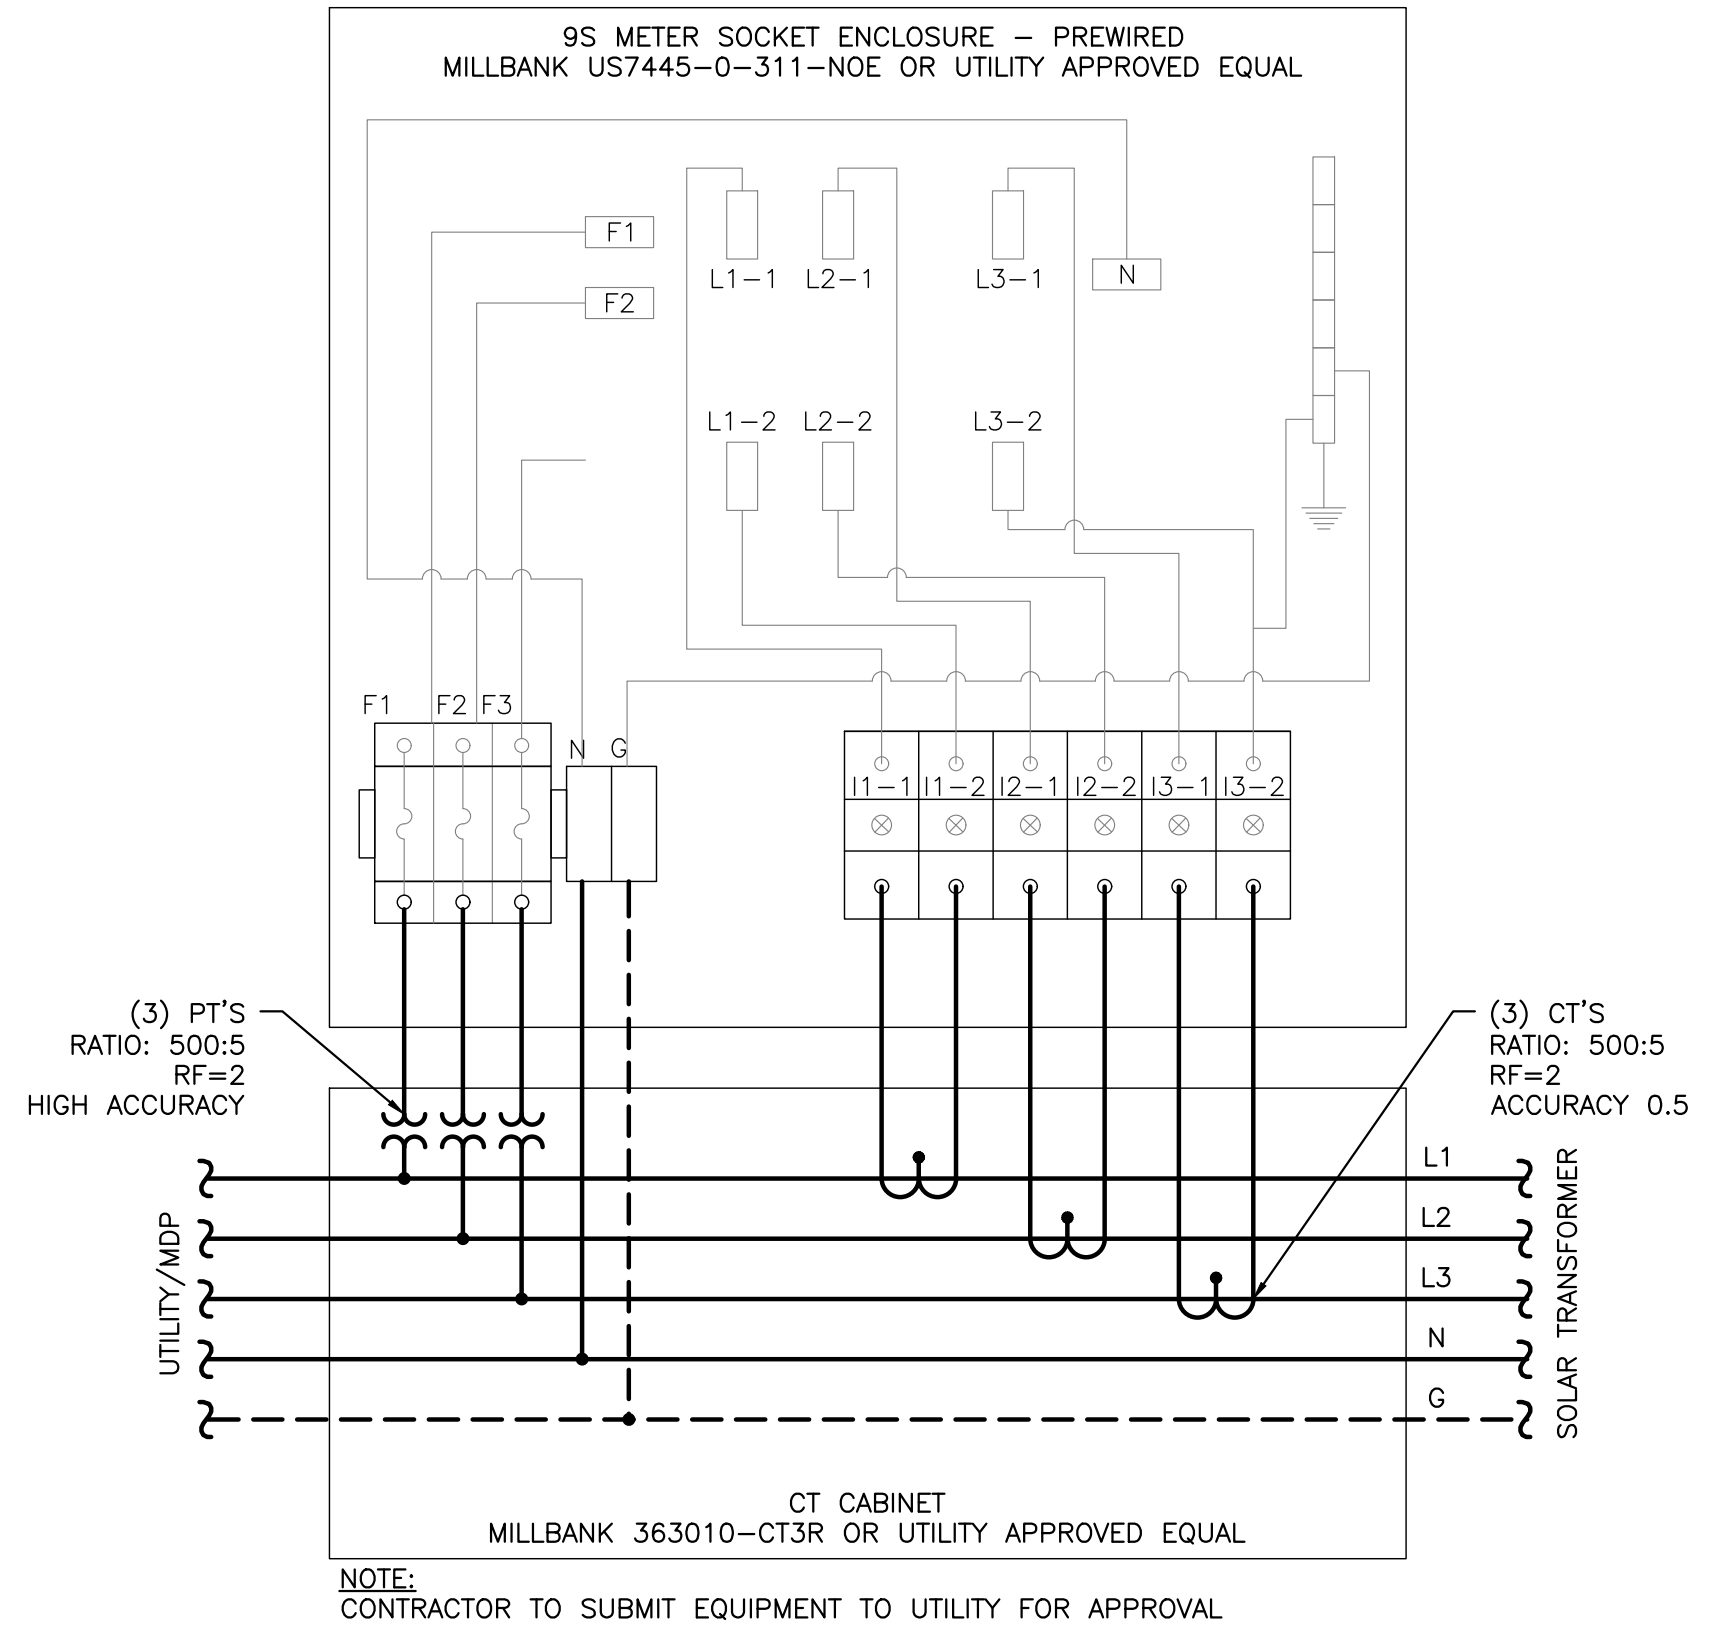 9S METER SOCKET ENCLOSURE – PREWIRED
MILLBANK US7445–0–311–NOE OR UTILITY APPROVED EQUAL
F1
F2
L1–1 L2–1 L3–1
N
L1–2 L2–2 L3–2
F1 F2 F3
N G
I1–1 I1–2 I2–1 I2–2 I3–1 I3–2
(3) PT'S
RATIO: 500:5
RF=2
HIGH ACCURACY
(3) CT'S
RATIO: 500:5
RF=2
ACCURACY 0.5
L1
L2
L3
N
G
UTILITY/MDP
SOLAR TRANSFORMER
CT CABINET
MILLBANK 363010–CT3R OR UTILITY APPROVED EQUAL
NOTE:
CONTRACTOR TO SUBMIT EQUIPMENT TO UTILITY FOR APPROVAL